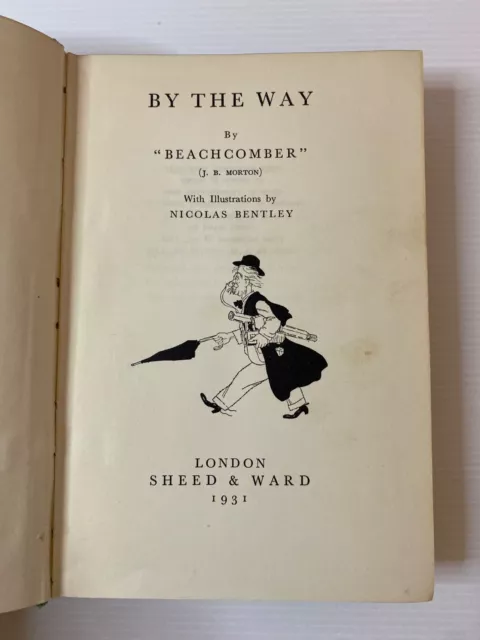 BY THE WAY
By
"BEACHCOMBER"
(J. B. MORTON)
With Illustrations by
NICOLAS BENTLEY
LONDON
SHEED & WARD
1931